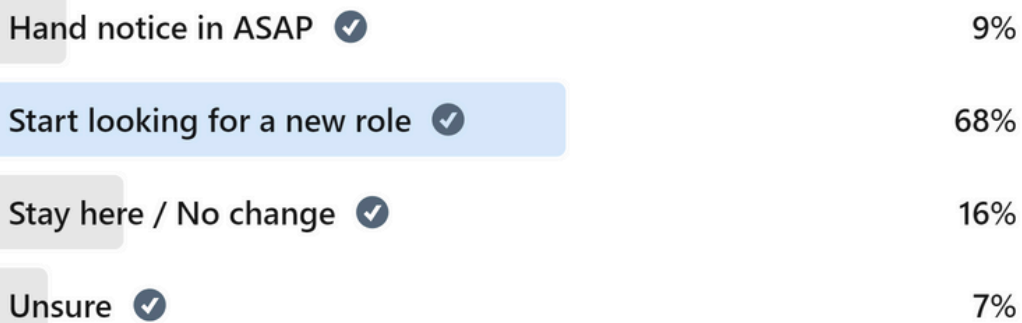 Hand notice in ASAP 9%
Start looking for a new role 68%
Stay here / No change 16%
Unsure 7%